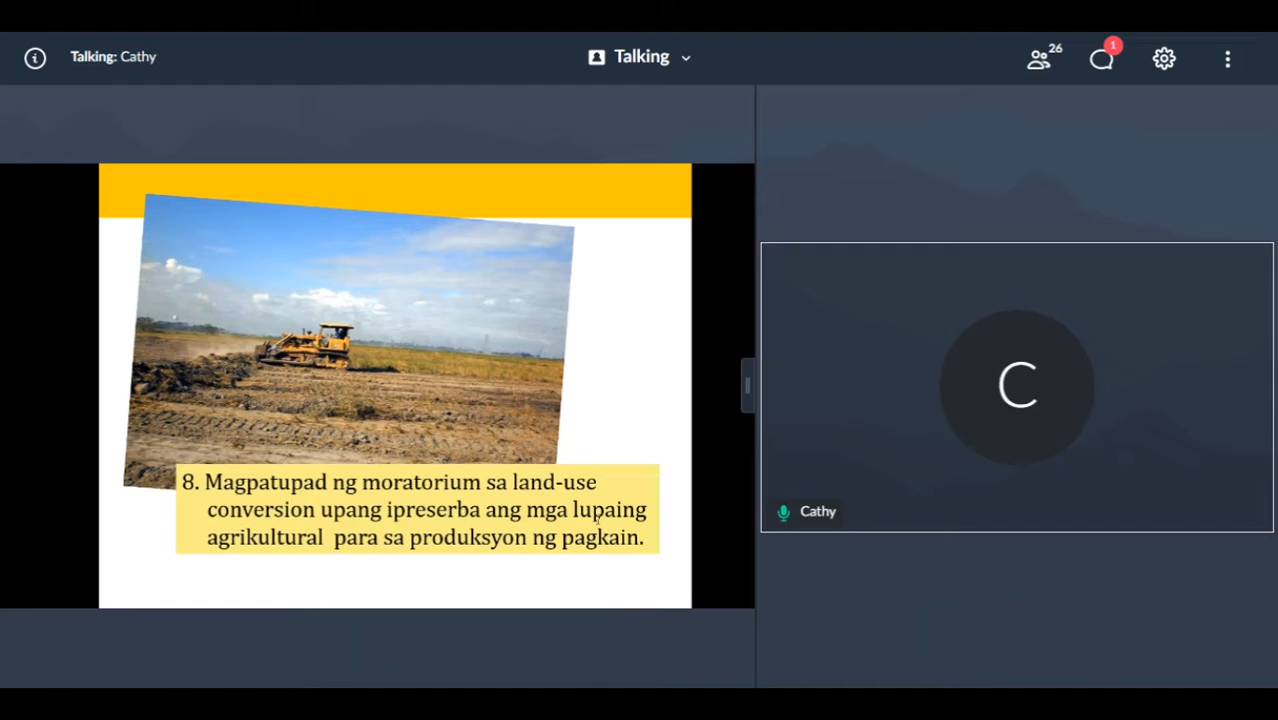 Talking: Cathy
Talking
26
1
8. Magpatupad ng moratorium sa land-use
conversion upang ipreserba ang mga lupaing
agrikultural para sa produksyon ng pagkain.
C
Cathy